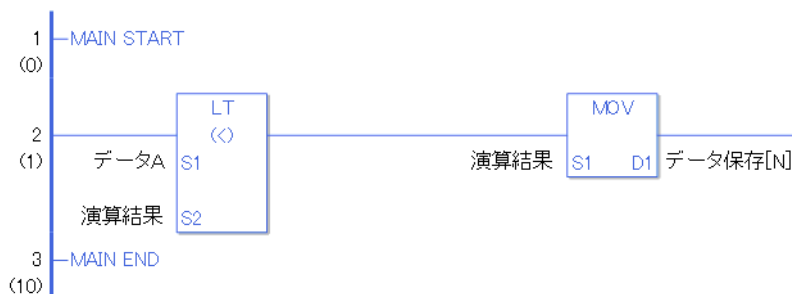 1 MAIN START
(0)
LT MOV
2 (<)
(1) データA S1 演算結果 S1 D1 データ保存[N]
演算結果 S2
3 MAIN END
(10)